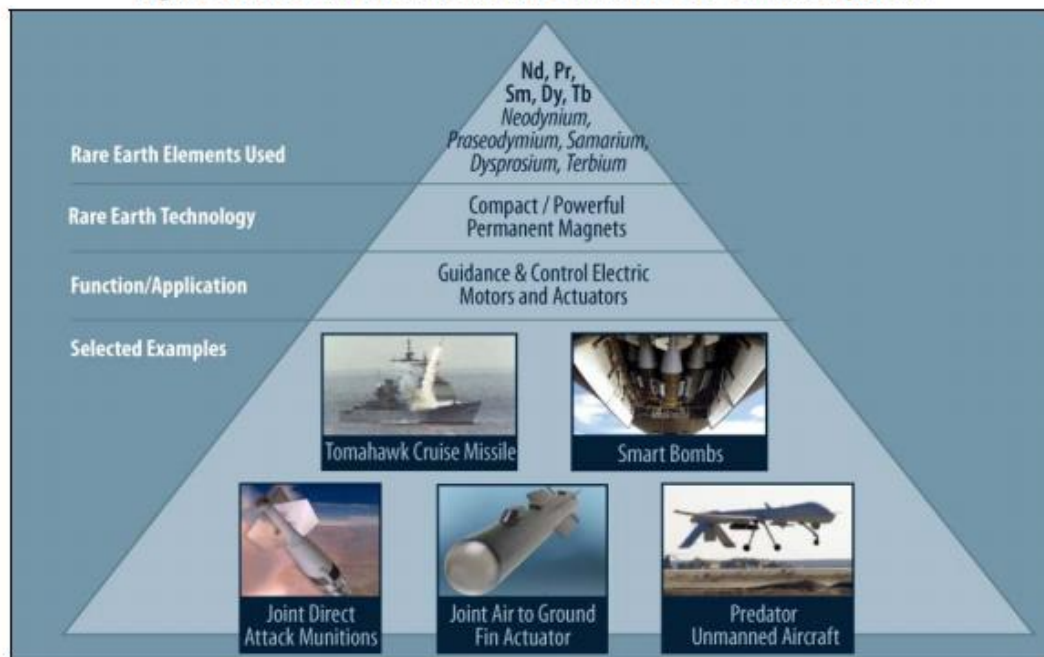 Nd, Pr,
Sm, Dy, Tb
Neodynium,
Praseodymium, Samarium,
Dysprosium, Terbium
Rare Earth Elements Used
Compact / Powerful
Permanent Magnets
Rare Earth Technology
Guidance & Control Electric
Motors and Actuators
Function/Application
Selected Examples
Tomahawk Cruise Missile
Smart Bombs
Joint Direct
Attack Munitions
Joint Air to Ground
Fin Actuator
Predator
Unmanned Aircraft